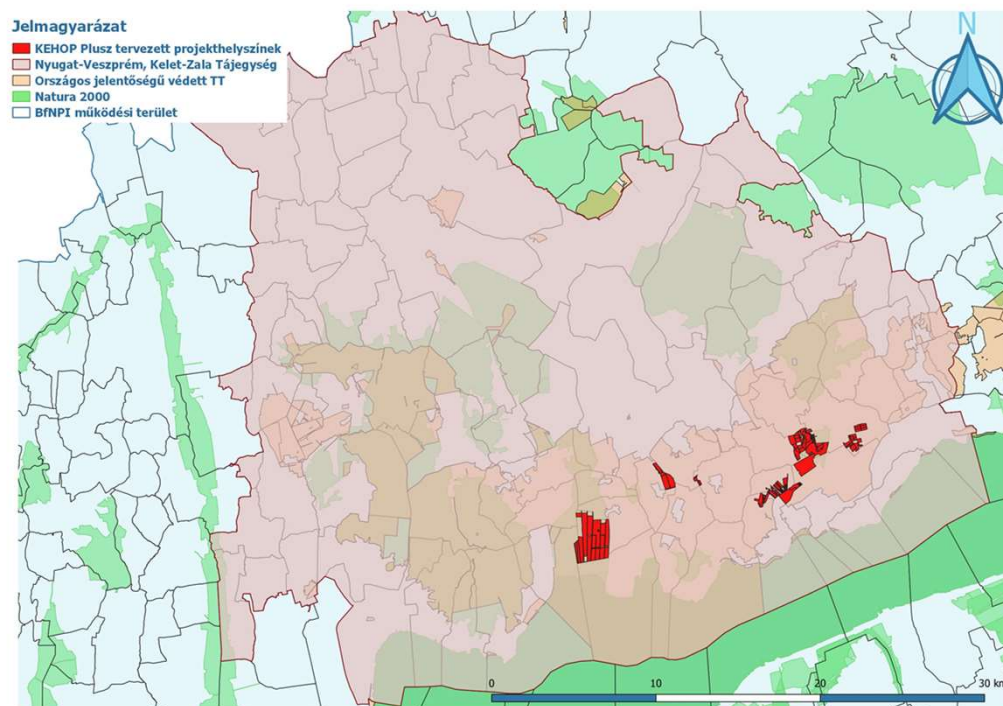 Jelmagyarázat
KEHOP Plusz tervezett projekthelyszínek
Nyugat-Veszprém, Kelet-Zala Tájegység
Országos jelentőségű védett TT
Natura 2000
BfNPI működési terület
N
0 10 20 30 km